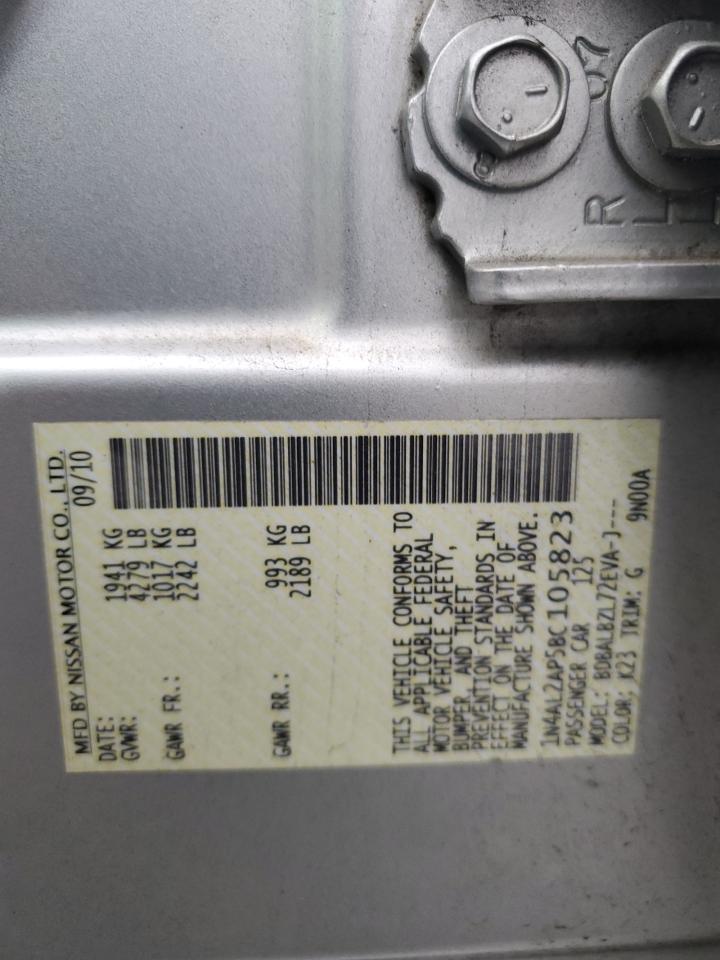 MFD BY NISSAN MOTOR CO., LTD.
DATE: 09/10
GVWR: 1941 KG
4279 LB
GAWR FR.: 1017 KG
2242 LB
GAWR RR.: 993 KG
2189 LB
THIS VEHICLE CONFORMS TO
ALL APPLICABLE FEDERAL
MOTOR VEHICLE SAFETY,
BUMPER, AND THEFT
PREVENTION STANDARDS IN
EFFECT ON THE DATE OF
MANUFACTURE SHOWN ABOVE.
1N4AL2AP5BC105823
PASSENGER CAR 125
MODEL: BDBALBZL72EVA-J---
COLOR: K23 TRIM: G 9N00A
07
R